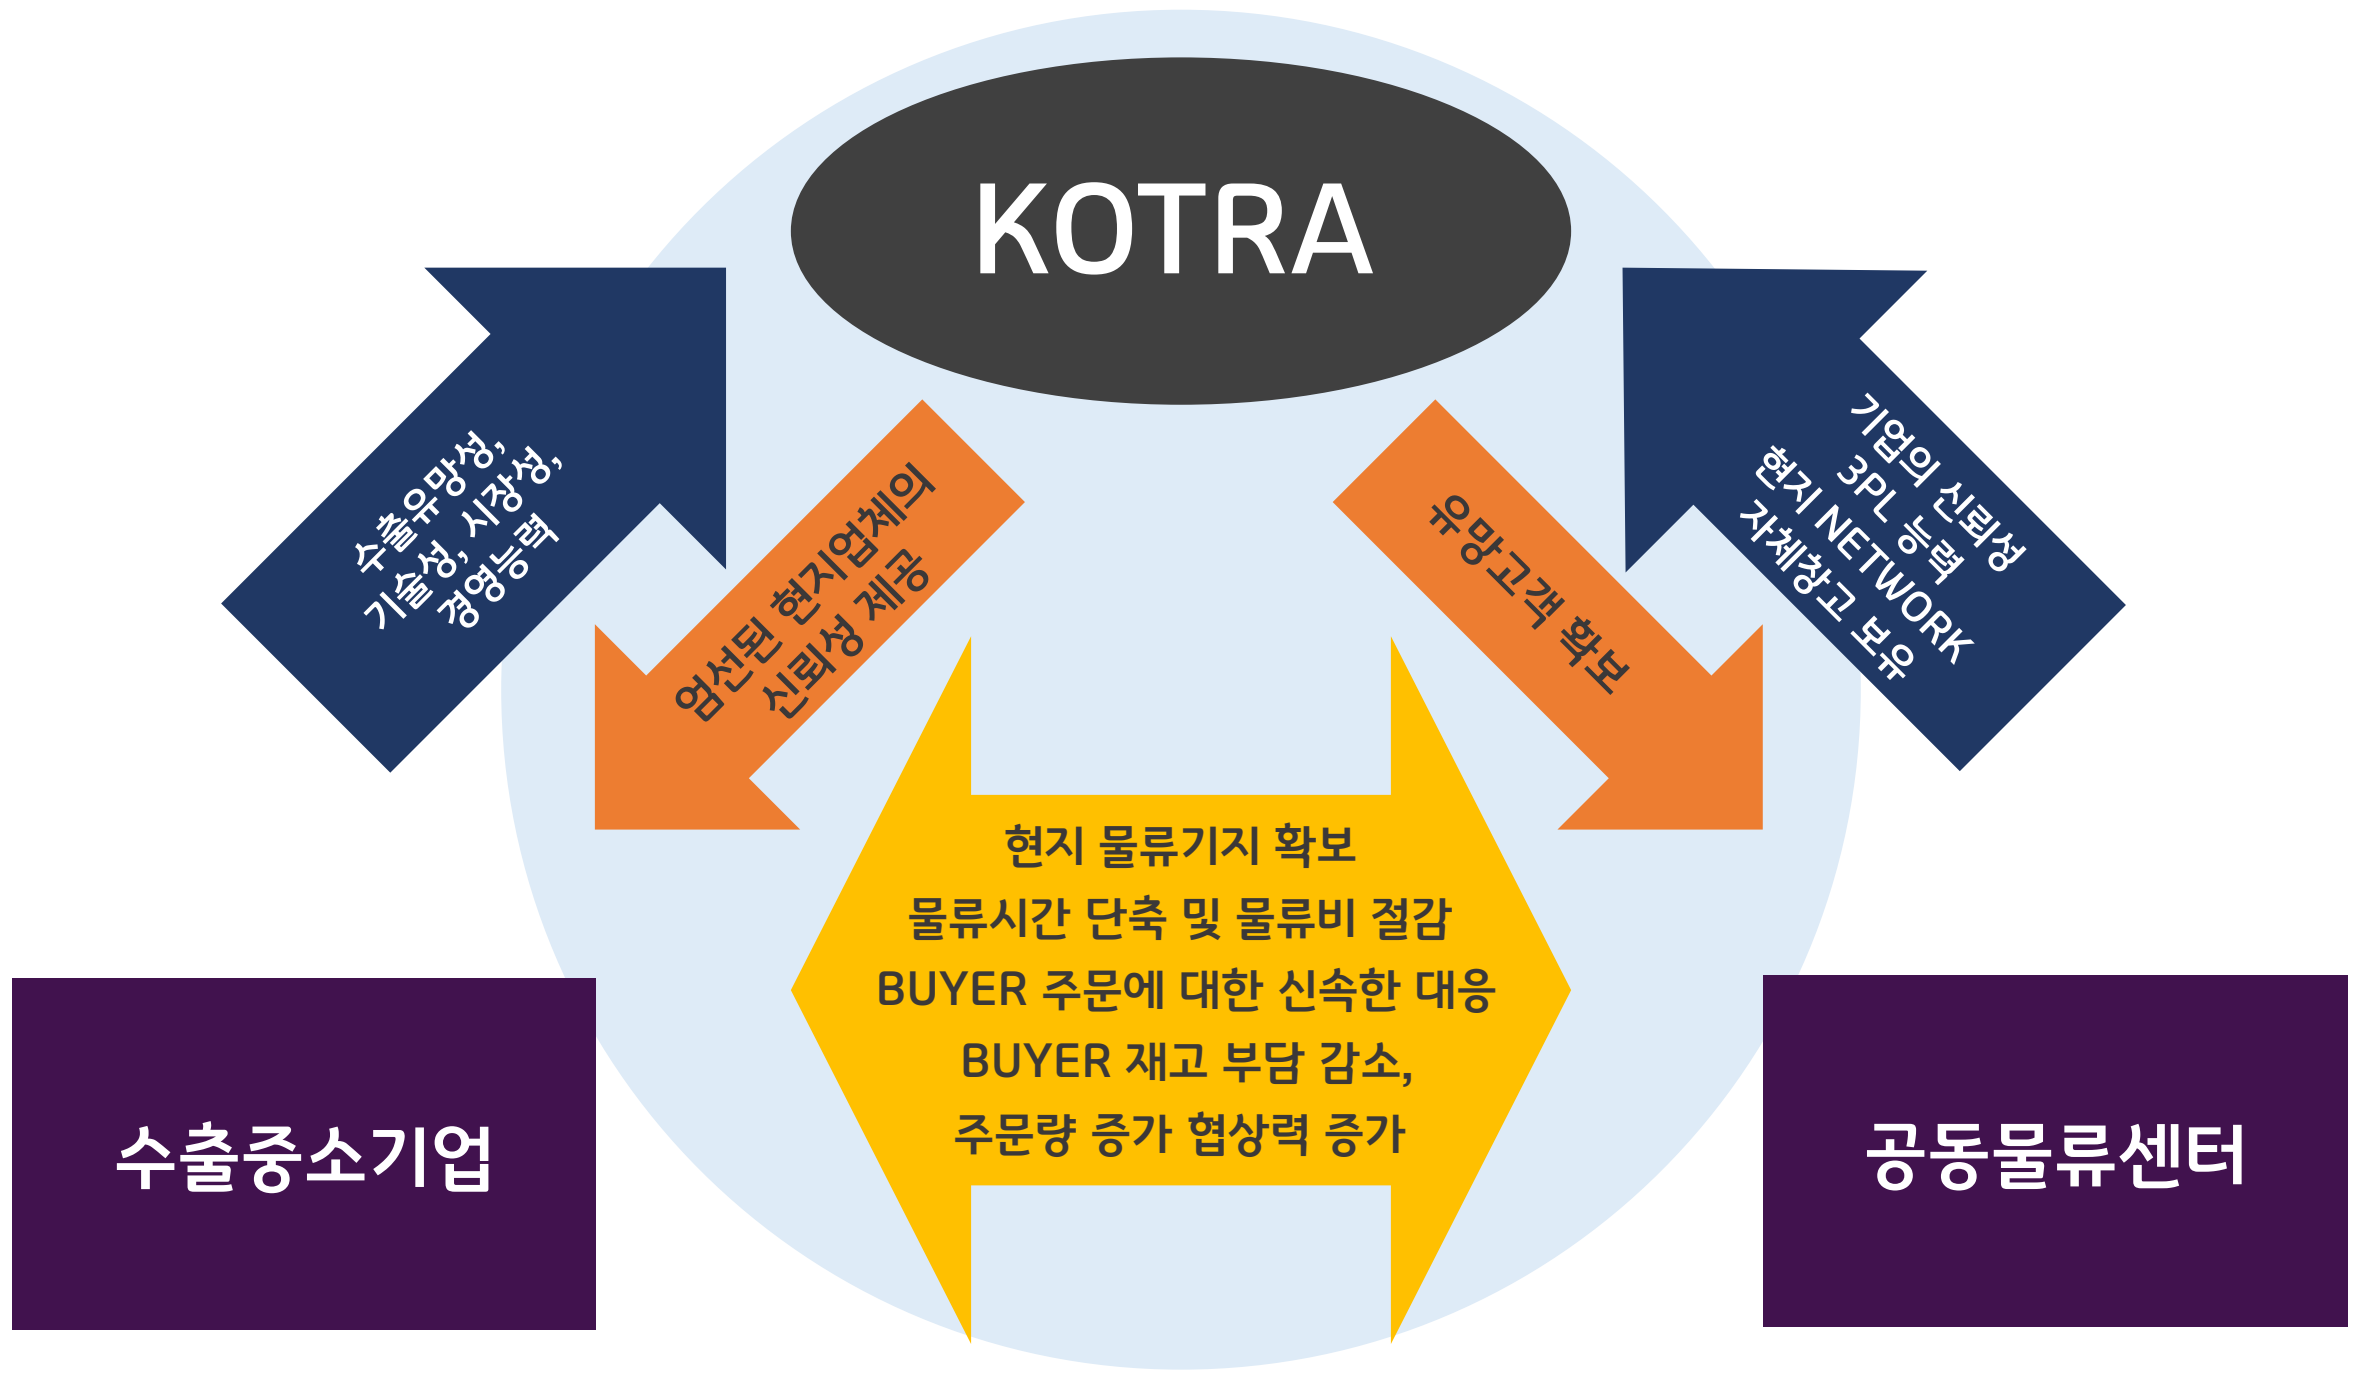 KOTRA
수출유망성,
기술성, 시장성,
경영능력
엄선된 현지업체의
신뢰성 제공
유망고객 확보
기업의 신뢰성
3PL 능력
현지 NETWORK
자체창고 보유
현지 물류기지 확보
물류시간 단축 및 물류비 절감
BUYER 주문에 대한 신속한 대응
BUYER 재고 부담 감소,
주문량 증가 협상력 증가
수출중소기업
공동물류센터